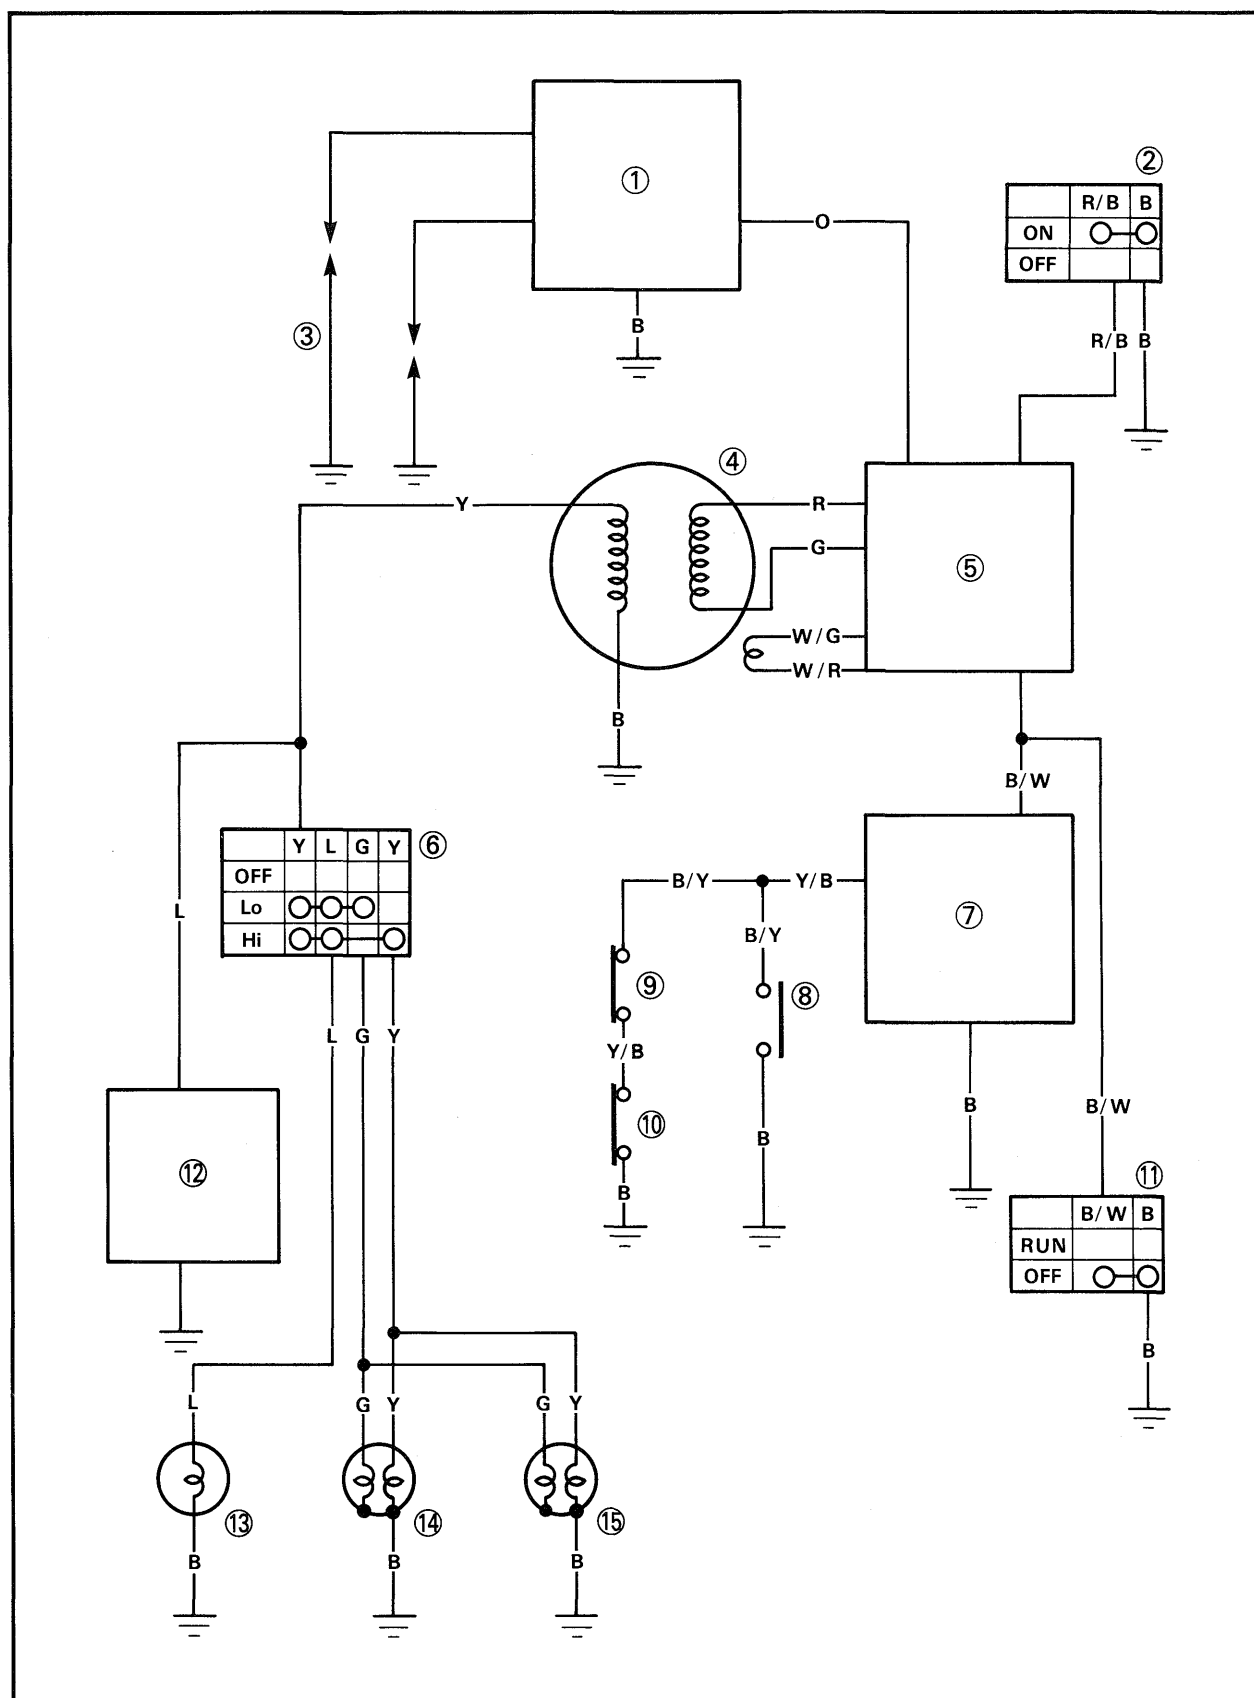 ①
②
R/B B
ON
OFF
O
B
③
R/B B
④
Y
R
G
⑤
W/G
W/R
B
B/W
⑥
Y L G Y
OFF
Lo
Hi
B/Y Y/B
L
B/Y
⑦
⑨
⑧
L G Y
Y/B
B
B/W
⑩
B
⑫
B
⑪
B/W B
RUN
OFF
B
L
G Y
G Y
⑬
⑭
⑮
B
B
B